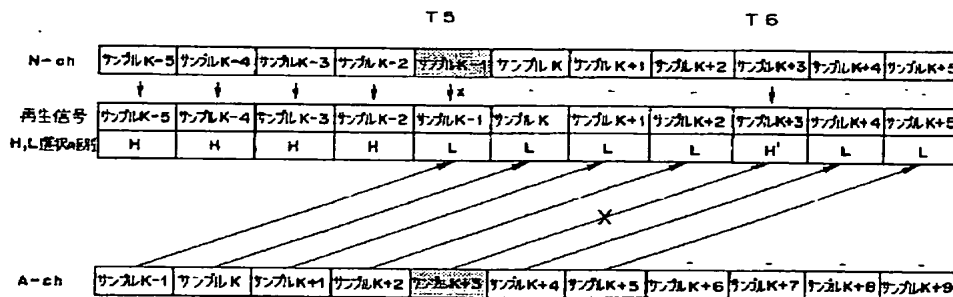 T5 T6
N-ch サンプルK-5 サンプルK-4 サンプルK-3 サンプルK-2 サンプルK-1 サンプルK サンプルK+1 サンプルK+2 サンプルK+3 サンプルK+4 サンプルK+5
x - - - - -
再生信号 サンプルK-5 サンプルK-4 サンプルK-3 サンプルK-2 サンプルK-1 サンプルK サンプルK+1 サンプルK+2 サンプルK+3 サンプルK+4 サンプルK+5
H,L選択の H H H H L L L L H' L L
X
A-ch サンプルK-1 サンプルK サンプルK+1 サンプルK+2 サンプルK+3 サンプルK+4 サンプルK+5 サンプルK+6 サンプルK+7 サンプルK+8 サンプルK+9